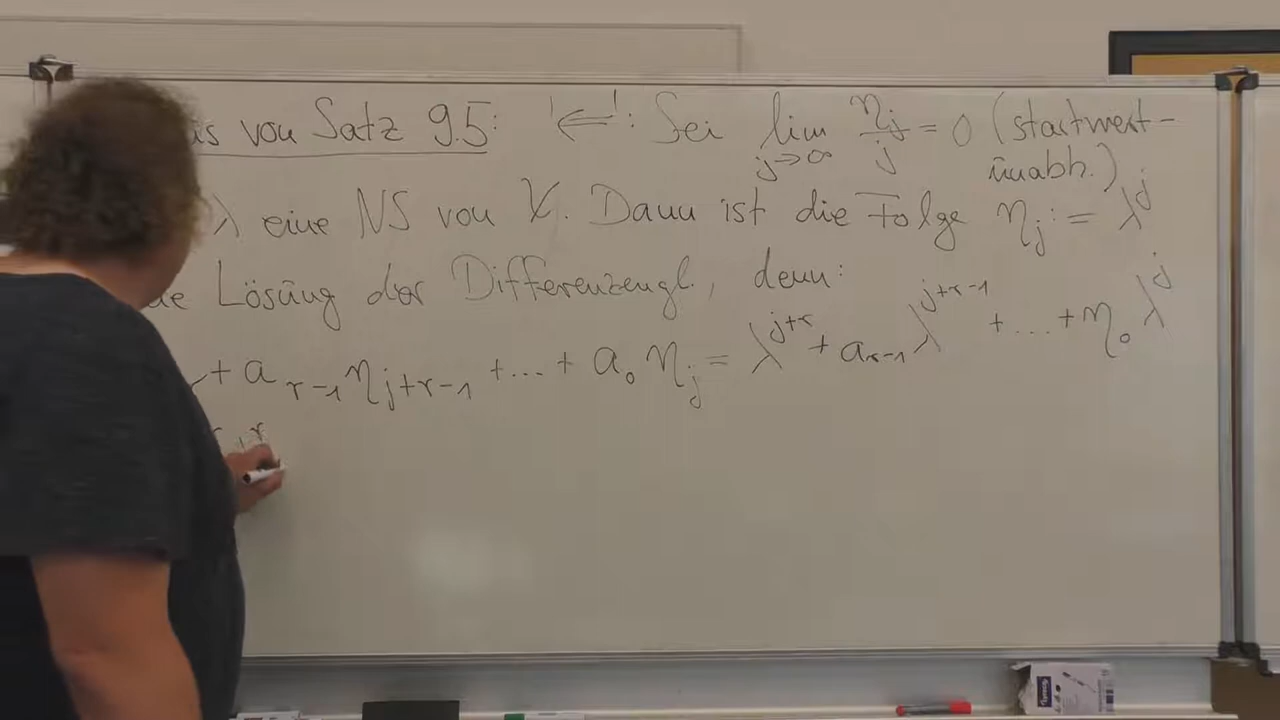 is von Satz 9.5: '⇐': Sei lim_{j→∞} η_j/j = 0 (startwert-
unabh.)
λ eine NS von χ. Dann ist die Folge η_j := λ^j
ue Lösung der Differenzengl., denn:
+ a_{r-1} η_{j+r-1} + ... + a_0 η_j = λ^{j+r} + a_{r-1} λ^{j+r-1} + ... + η_0 λ^j